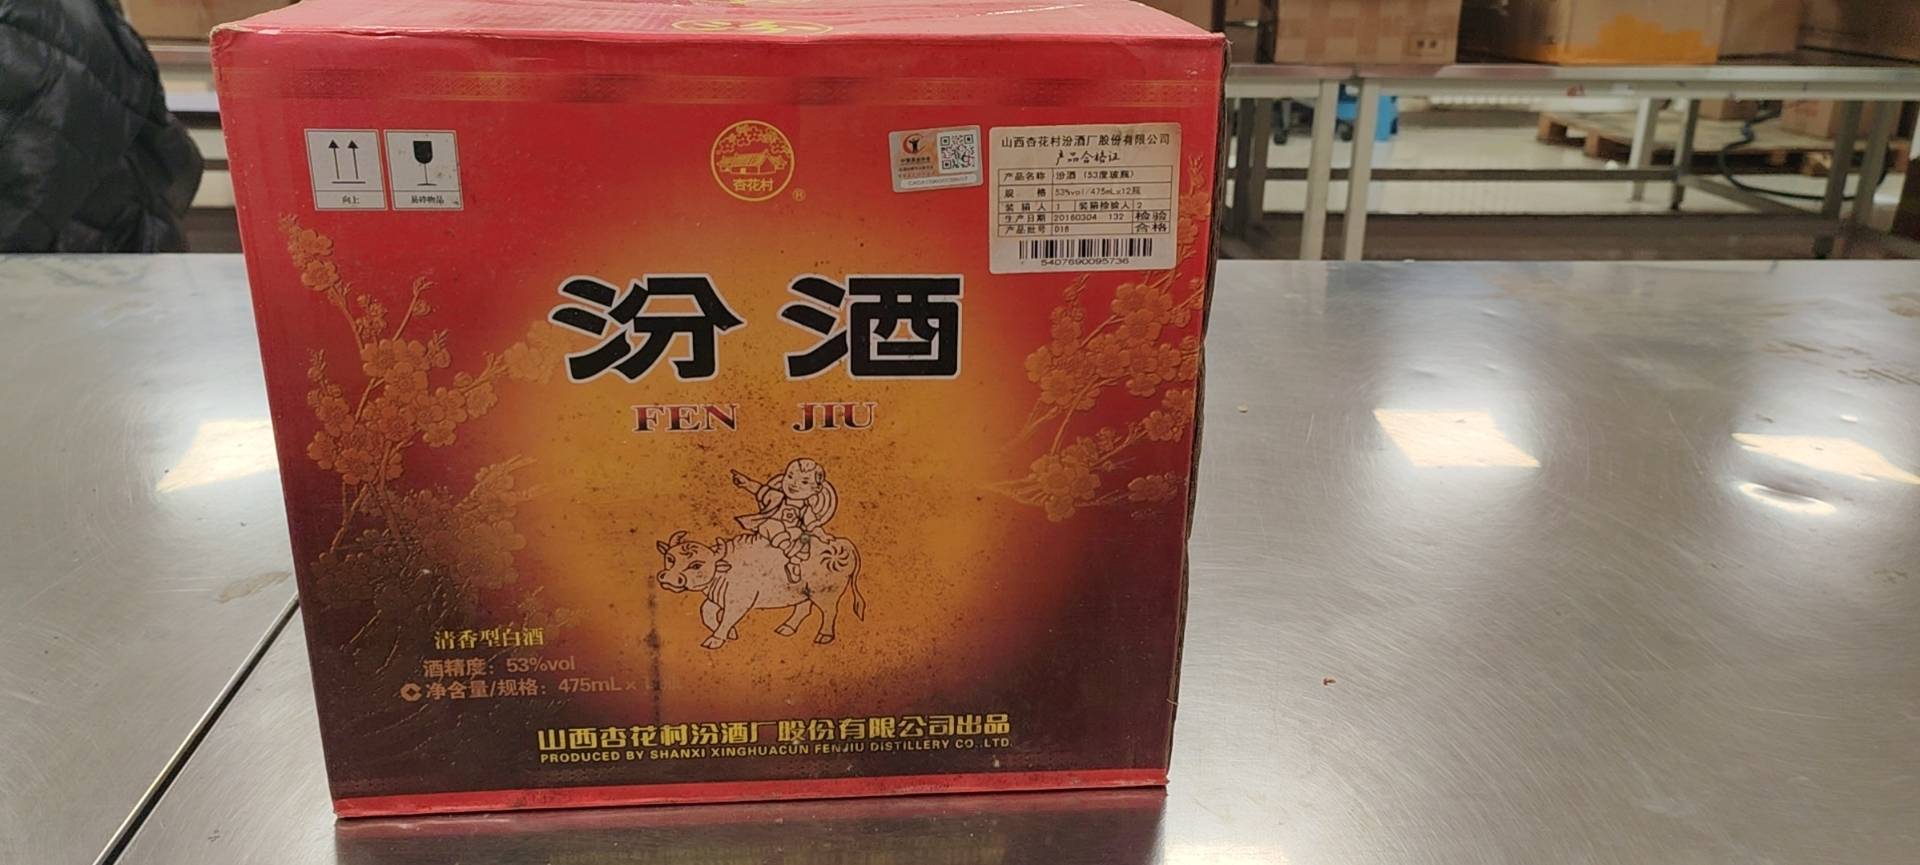 向上
易碎物品
杏花村
®
山西杏花村汾酒厂股份有限公司
产品合格证
产品名称 汾酒（53度玻瓶）
规 格 53%vol/475mL×12瓶
装箱人 1 装箱检验人 2
生产日期 20160304 132 检验
产品批号 D18 合格
5407690095736
汾酒
FEN JIU
清香型白酒
酒精度：53%vol
净含量/规格：475mL×
山西杏花村汾酒厂股份有限公司出品
PRODUCED BY SHANXI XINGHUACUN FENJIU DISTILLERY CO.,LTD.